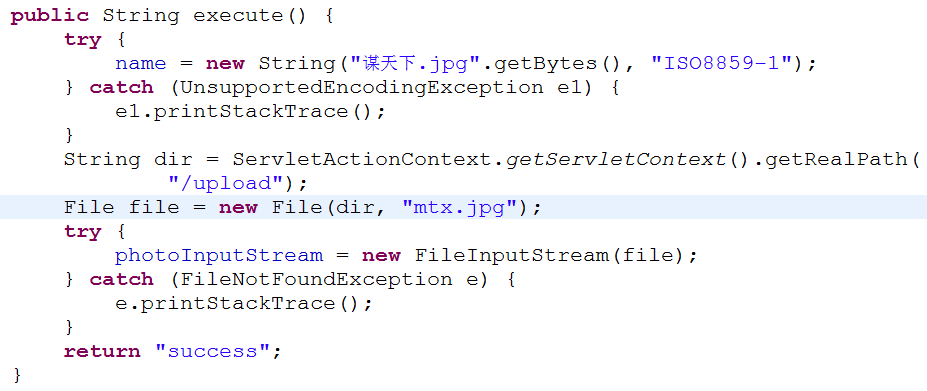 public String execute() {
    try {
        name = new String("谋天下.jpg".getBytes(), "ISO8859-1");
    } catch (UnsupportedEncodingException e1) {
        e1.printStackTrace();
    }
    String dir = ServletActionContext.getServletContext().getRealPath(
            "/upload");
    File file = new File(dir, "mtx.jpg");
    try {
        photoInputStream = new FileInputStream(file);
    } catch (FileNotFoundException e) {
        e.printStackTrace();
    }
    return "success";
}